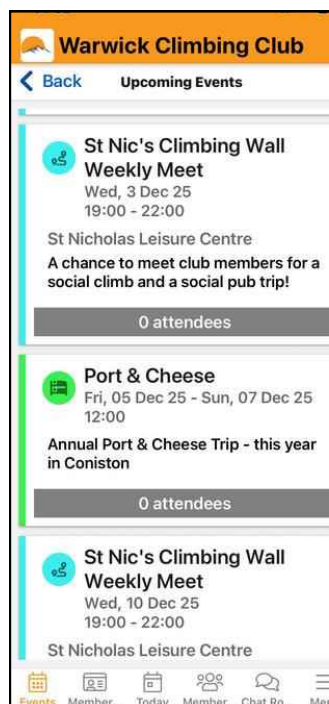 Warwick Climbing Club
Back
Upcoming Events
St Nic's Climbing Wall
Weekly Meet
Wed, 3 Dec 25
19:00 - 22:00
St Nicholas Leisure Centre
A chance to meet club members for a
social climb and a social pub trip!
0 attendees
Port & Cheese
Fri, 05 Dec 25 - Sun, 07 Dec 25
12:00
Annual Port & Cheese Trip - this year
in Coniston
0 attendees
St Nic's Climbing Wall
Weekly Meet
Wed, 10 Dec 25
19:00 - 22:00
St Nicholas Leisure Centre
Events Member... Today Member... Chat Ro...